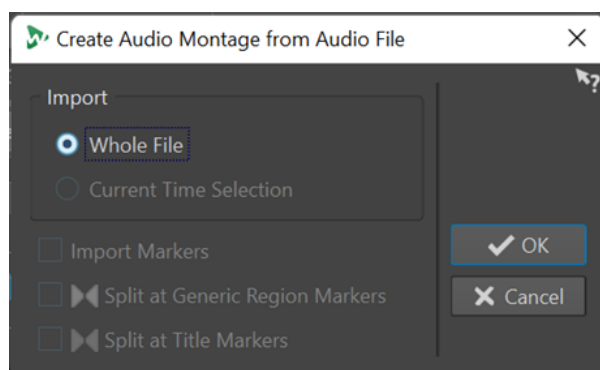 Create Audio Montage from Audio File
?
Import
Whole File
Current Time Selection
Import Markers
OK
Split at Generic Region Markers
Cancel
Split at Title Markers